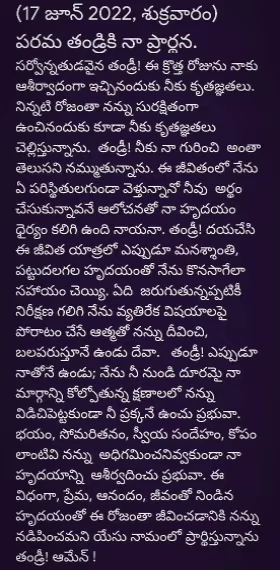 (17 జూన్ 2022, శుక్రవారం)
పరమ తండ్రికి నా ప్రార్థన.
సర్వోన్నతుడవైన తండ్రీ! ఈ క్రొత్త రోజును నాకు
ఆశీర్వాదంగా ఇచ్చినందుకు నీకు కృతజ్ఞతలు.
నిన్నటి రోజంతా నన్ను సురక్షితంగా
ఉంచినందుకు కూడా నీకు కృతజ్ఞతలు
చెల్లిస్తున్నాను. తండ్రీ! నీకు నా గురించి అంతా
తెలుసని నమ్ముతున్నాను. ఈ జీవితంలో నేను
ఏ పరిస్థితులగుండా వెళ్తున్నానో నీవు అర్థం
చేసుకున్నావనే ఆలోచనతో నా హృదయం
ధైర్యం కలిగి ఉంది నాయనా. తండ్రీ! దయచేసి
ఈ జీవిత యాత్రలో ఎప్పుడూ మనశ్శాంతి,
పట్టుదలగల హృదయంతో నేను కొనసాగేలా
సహాయం చెయ్యి. ఏది జరుగుతున్నప్పటికీ
నిరీక్షణ గలిగి నేను వ్యతిరేక విషయాలపై
పోరాటం చేసే ఆత్మతో నన్ను దీవించి,
బలపరుస్తూనే ఉండు దేవా. తండ్రీ! ఎప్పుడూ
నాతోనే ఉండు; నేను నీ నుండి దూరమై నా
మార్గాన్ని కోల్పోతున్న క్షణాలలో నన్ను
విడిచిపెట్టకుండా నీ ప్రక్కనే ఉంచు ప్రభువా.
భయం, సోమరితనం, స్వీయ సందేహం, కోపం
లాంటివి నన్ను అధిగమించనివ్వకుండా నా
హృదయాన్ని ఆశీర్వదించు ప్రభువా. ఈ
విధంగా, ప్రేమ, ఆనందం, జీవంతో నిండిన
హృదయంతో ఈ రోజంతా జీవించడానికి నన్ను
నడిపించమని యేసు నామంలో ప్రార్థిస్తున్నాను
తండ్రీ! ఆమేన్ !